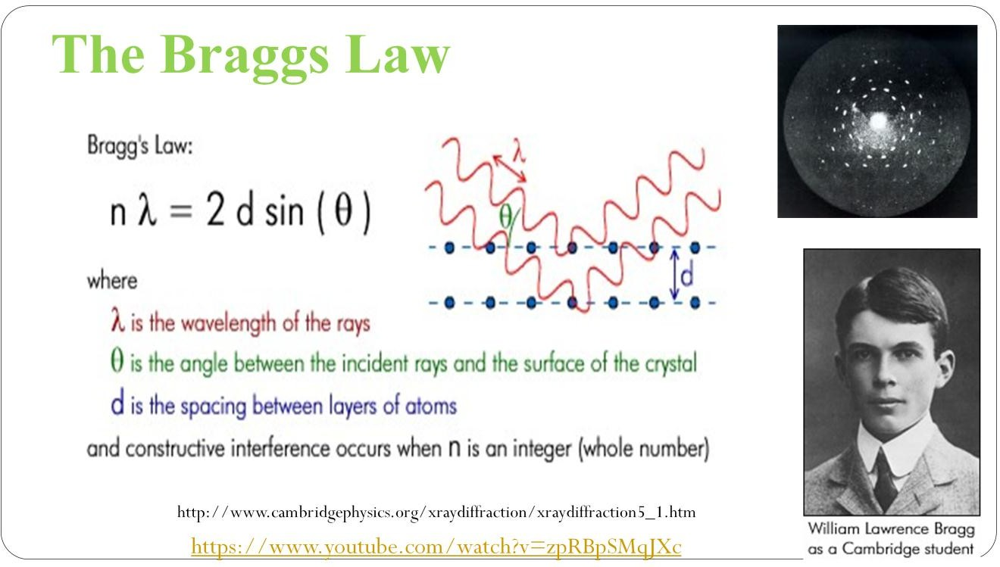 The Braggs Law
Bragg's Law:
n λ = 2 d sin ( θ )
where
λ is the wavelength of the rays
θ is the angle between the incident rays and the surface of the crystal
d is the spacing between layers of atoms
and constructive interference occurs when n is an integer (whole number)
λ
θ
d
http://www.cambridgephysics.org/xraydiffraction/xraydiffraction5_1.htm
https://www.youtube.com/watch?v=zpRBpSMqJXc
William Lawrence Bragg
as a Cambridge student